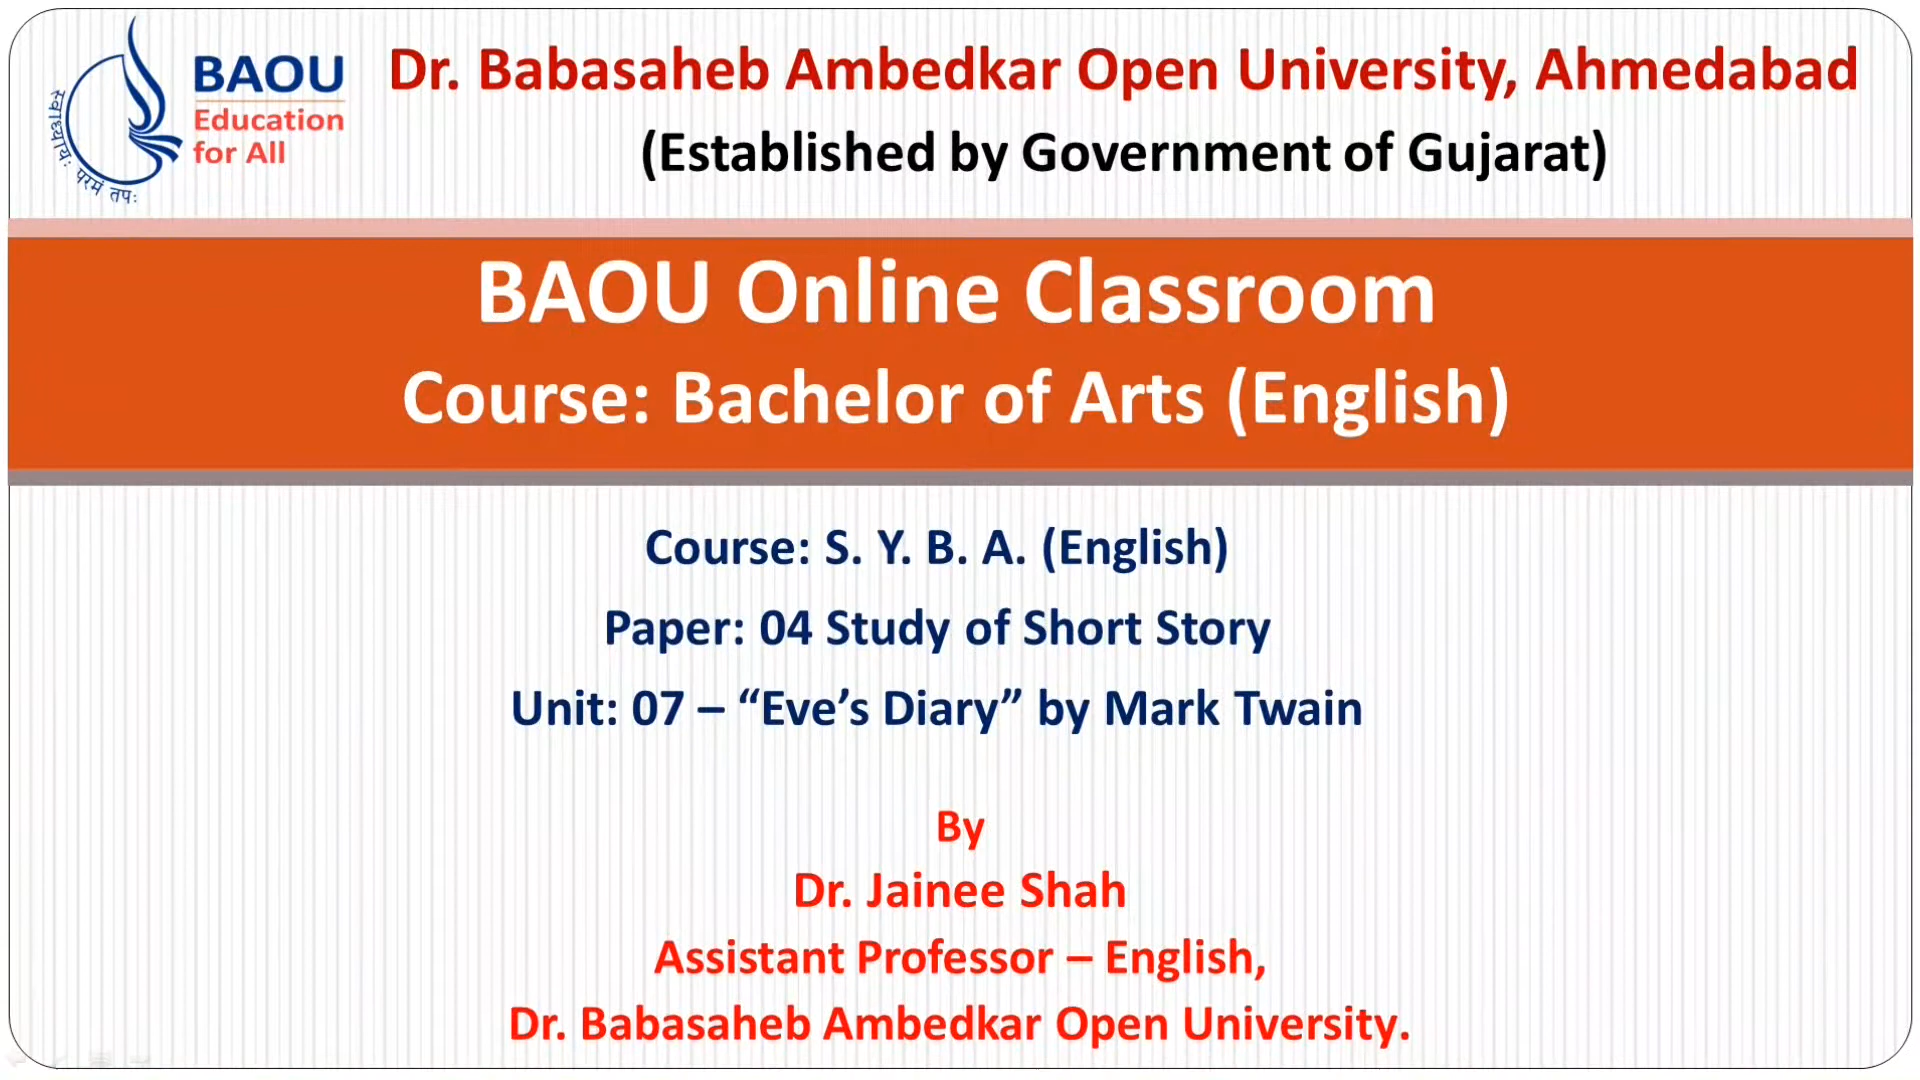 BAOU
Education
for All
स्वाध्यायः परमं तपः
Dr. Babasaheb Ambedkar Open University, Ahmedabad
(Established by Government of Gujarat)
BAOU Online Classroom
Course: Bachelor of Arts (English)
Course: S. Y. B. A. (English)
Paper: 04 Study of Short Story
Unit: 07 – “Eve’s Diary” by Mark Twain
By
Dr. Jainee Shah
Assistant Professor – English,
Dr. Babasaheb Ambedkar Open University.